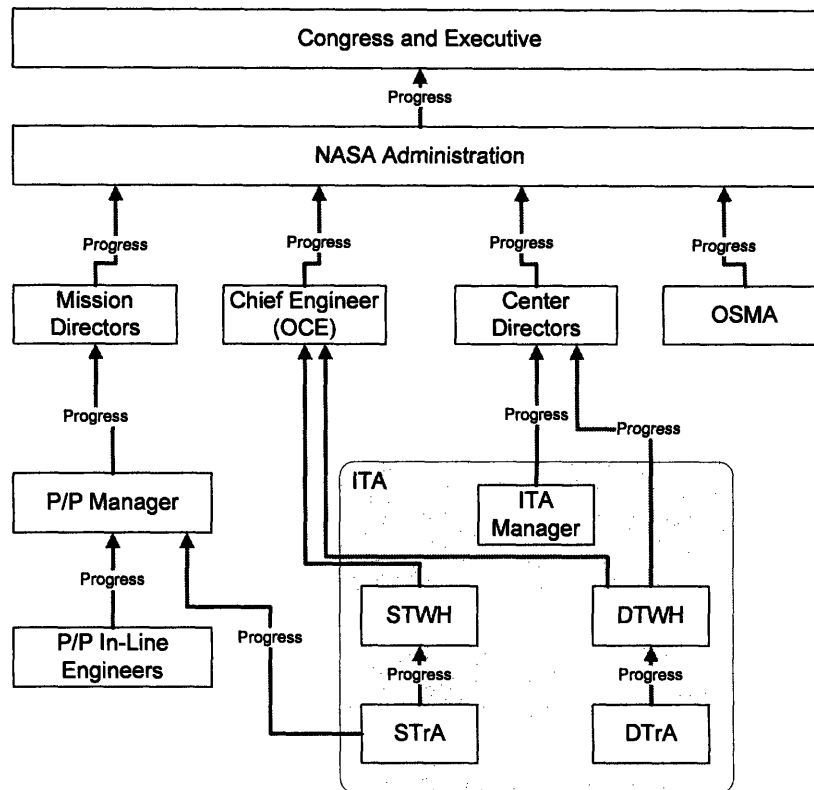 Congress and Executive
Progress
NASA Administration
Progress
Progress
Progress
Progress
Mission
Directors
Chief Engineer
(OCE)
Center
Directors
OSMA
Progress
Progress
Progress
ITA
P/P Manager
ITA
Manager
Progress
STWH
DTWH
P/P In-Line
Engineers
Progress
Progress
Progress
STrA
DTrA